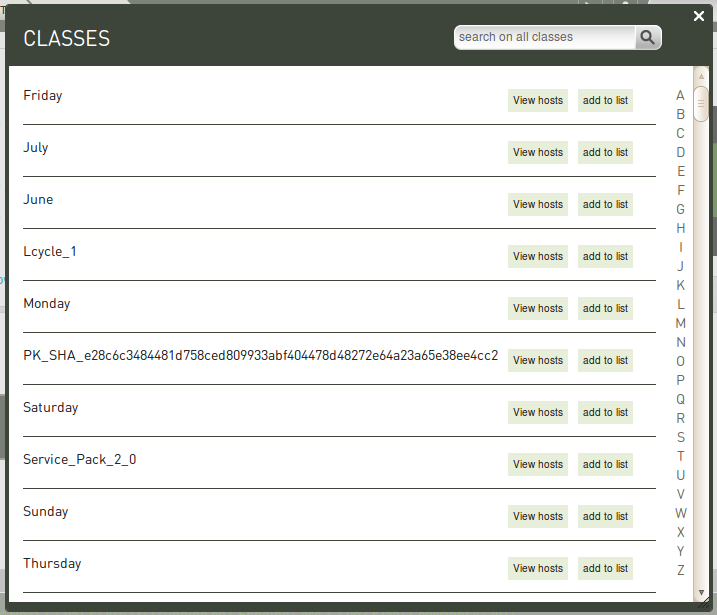 CLASSES
search on all classes
Friday View hosts add to list
July View hosts add to list
June View hosts add to list
Lcycle_1 View hosts add to list
Monday View hosts add to list
PK_SHA_e28c6c3484481d758ced809933abf404478d48272e64a23a65e38ee4cc2 View hosts add to list
Saturday View hosts add to list
Service_Pack_2_0 View hosts add to list
Sunday View hosts add to list
Thursday View hosts add to list
A
B
C
D
E
F
G
H
I
J
K
L
M
N
O
P
Q
R
S
T
U
V
W
X
Y
Z